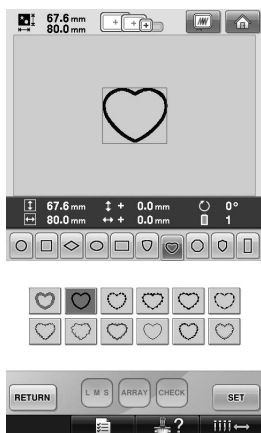 67.6 mm
80.0 mm
67.6 mm + 0.0 mm 0°
80.0 mm + 0.0 mm 1
RETURN L M S ARRAY CHECK SET
?